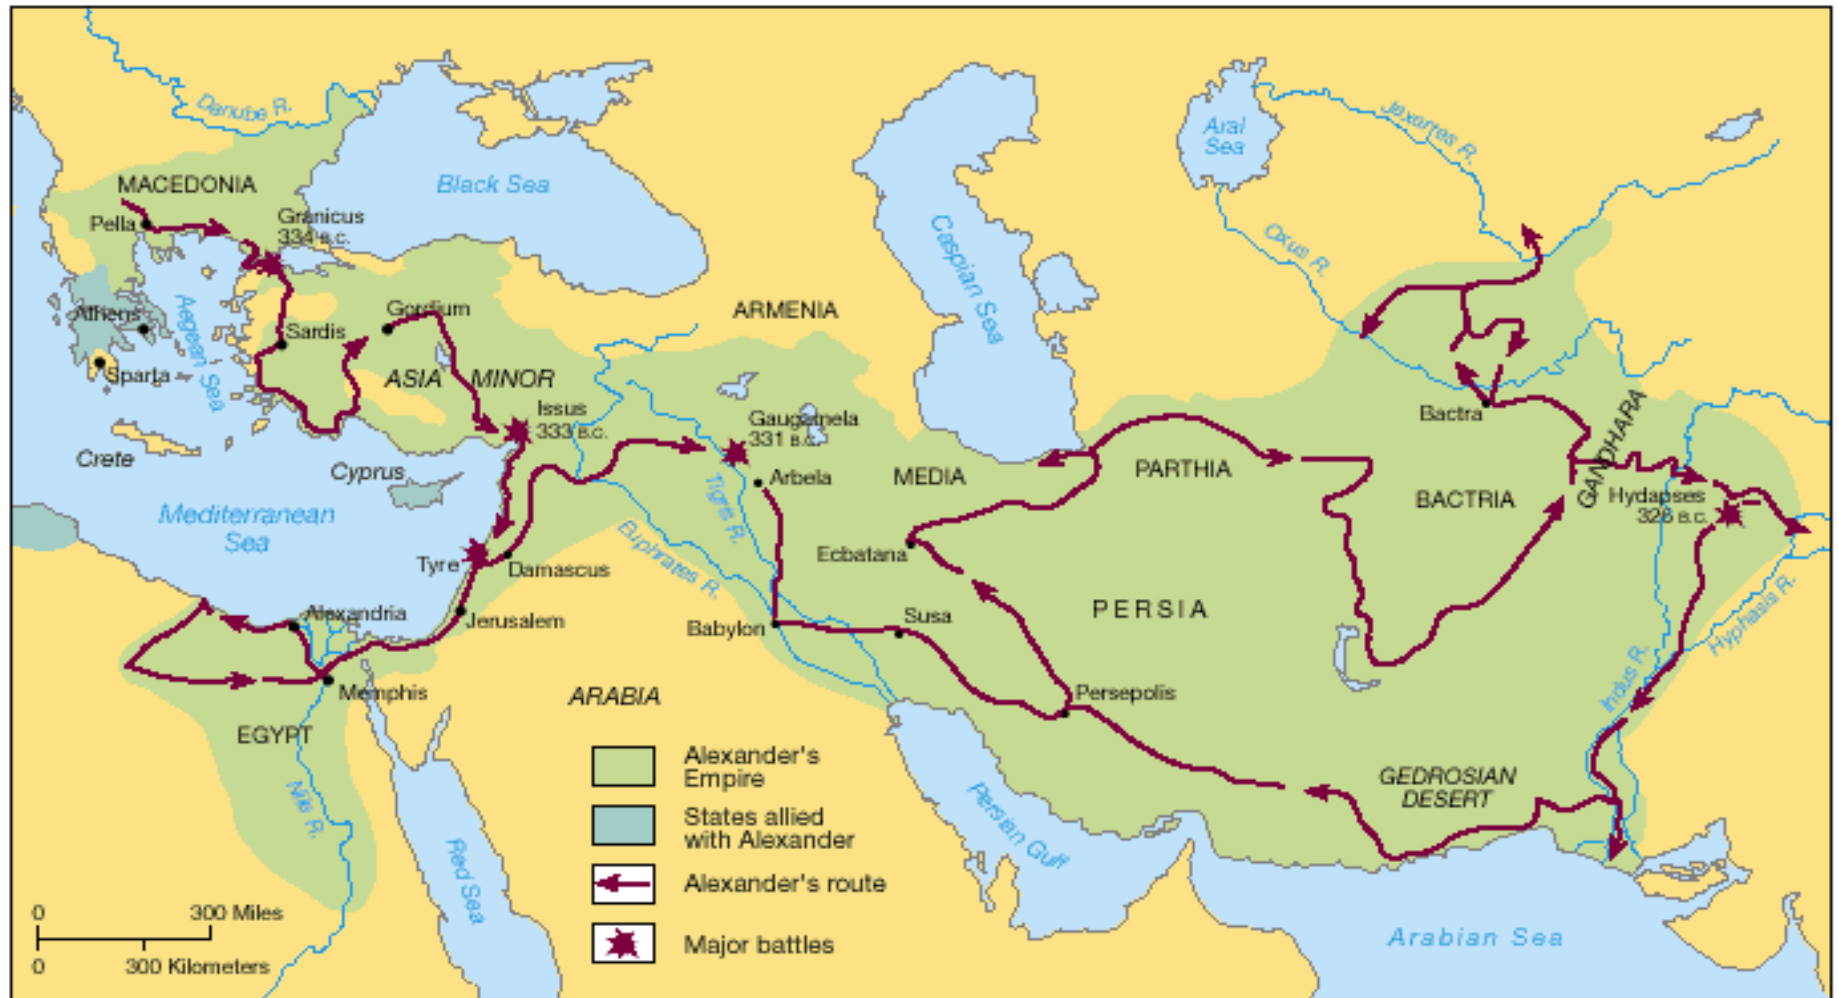 Danube R.
MACEDONIA
Pella
Granicus
334 B.C.
Black Sea
Aral
Sea
Jaxartes R.
Oxus R.
Caspian Sea
Athens
Sparta
Aegean Sea
Sardis
Gordium
ASIA MINOR
ARMENIA
Issus
333 B.C.
Gaugamela
331 B.C.
Arbela
Crete
Cyprus
Mediterranean
Sea
Tyre
Damascus
Jerusalem
Alexandria
Memphis
EGYPT
Nile R.
Red Sea
ARABIA
Tigris R.
Euphrates R.
Babylon
Susa
Ecbatana
MEDIA
PARTHIA
PERSIA
Persepolis
Persian Gulf
Bactra
BACTRIA
GANDHARA
Hydapses
326 B.C.
Indus R.
Hyphasis R.
GEDROSIAN
DESERT
Arabian Sea
Alexander's
Empire
States allied
with Alexander
Alexander's route
Major battles
0 300 Miles
0 300 Kilometers